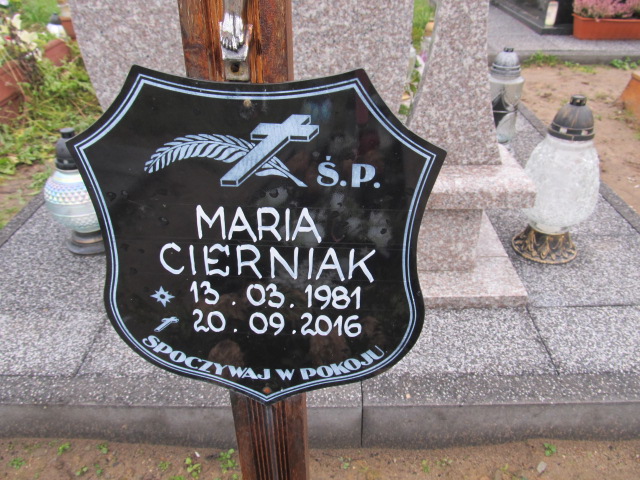 Ś.P.
MARIA
CIERNIAK
13.03.1981
20.09.2016
SPOCZYWAJ W POKOJU